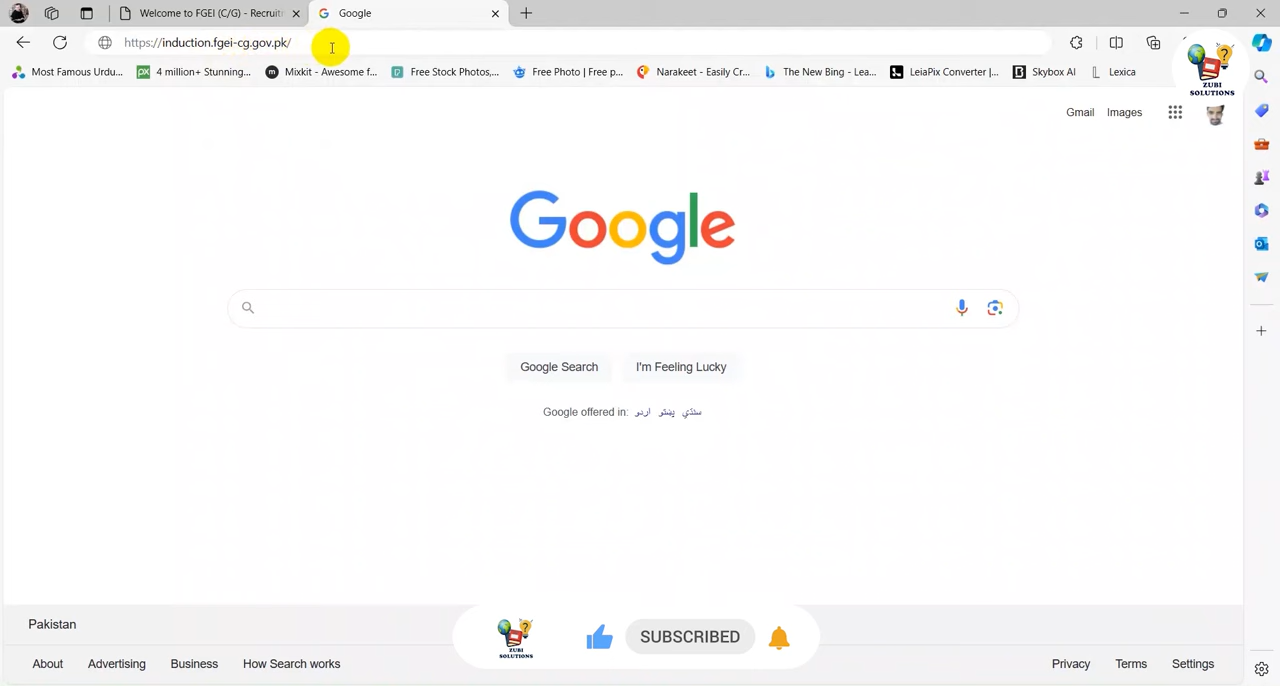 Welcome to FGEI (C/G) - Recruitm
Google
https://induction.fgei-cg.gov.pk/
Most Famous Urdu...
4 million+ Stunning...
Mixkit - Awesome f...
Free Stock Photos,...
Free Photo | Free p...
Narakeet - Easily Cr...
The New Bing - Lea...
LeiaPix Converter |...
Skybox AI
Lexica
ZUBI
SOLUTIONS
Gmail
Images
Google
Google Search
I'm Feeling Lucky
Google offered in: اردو پښتو سنڌي
Pakistan
ZUBI
SOLUTIONS
SUBSCRIBED
About
Advertising
Business
How Search works
Privacy
Terms
Settings